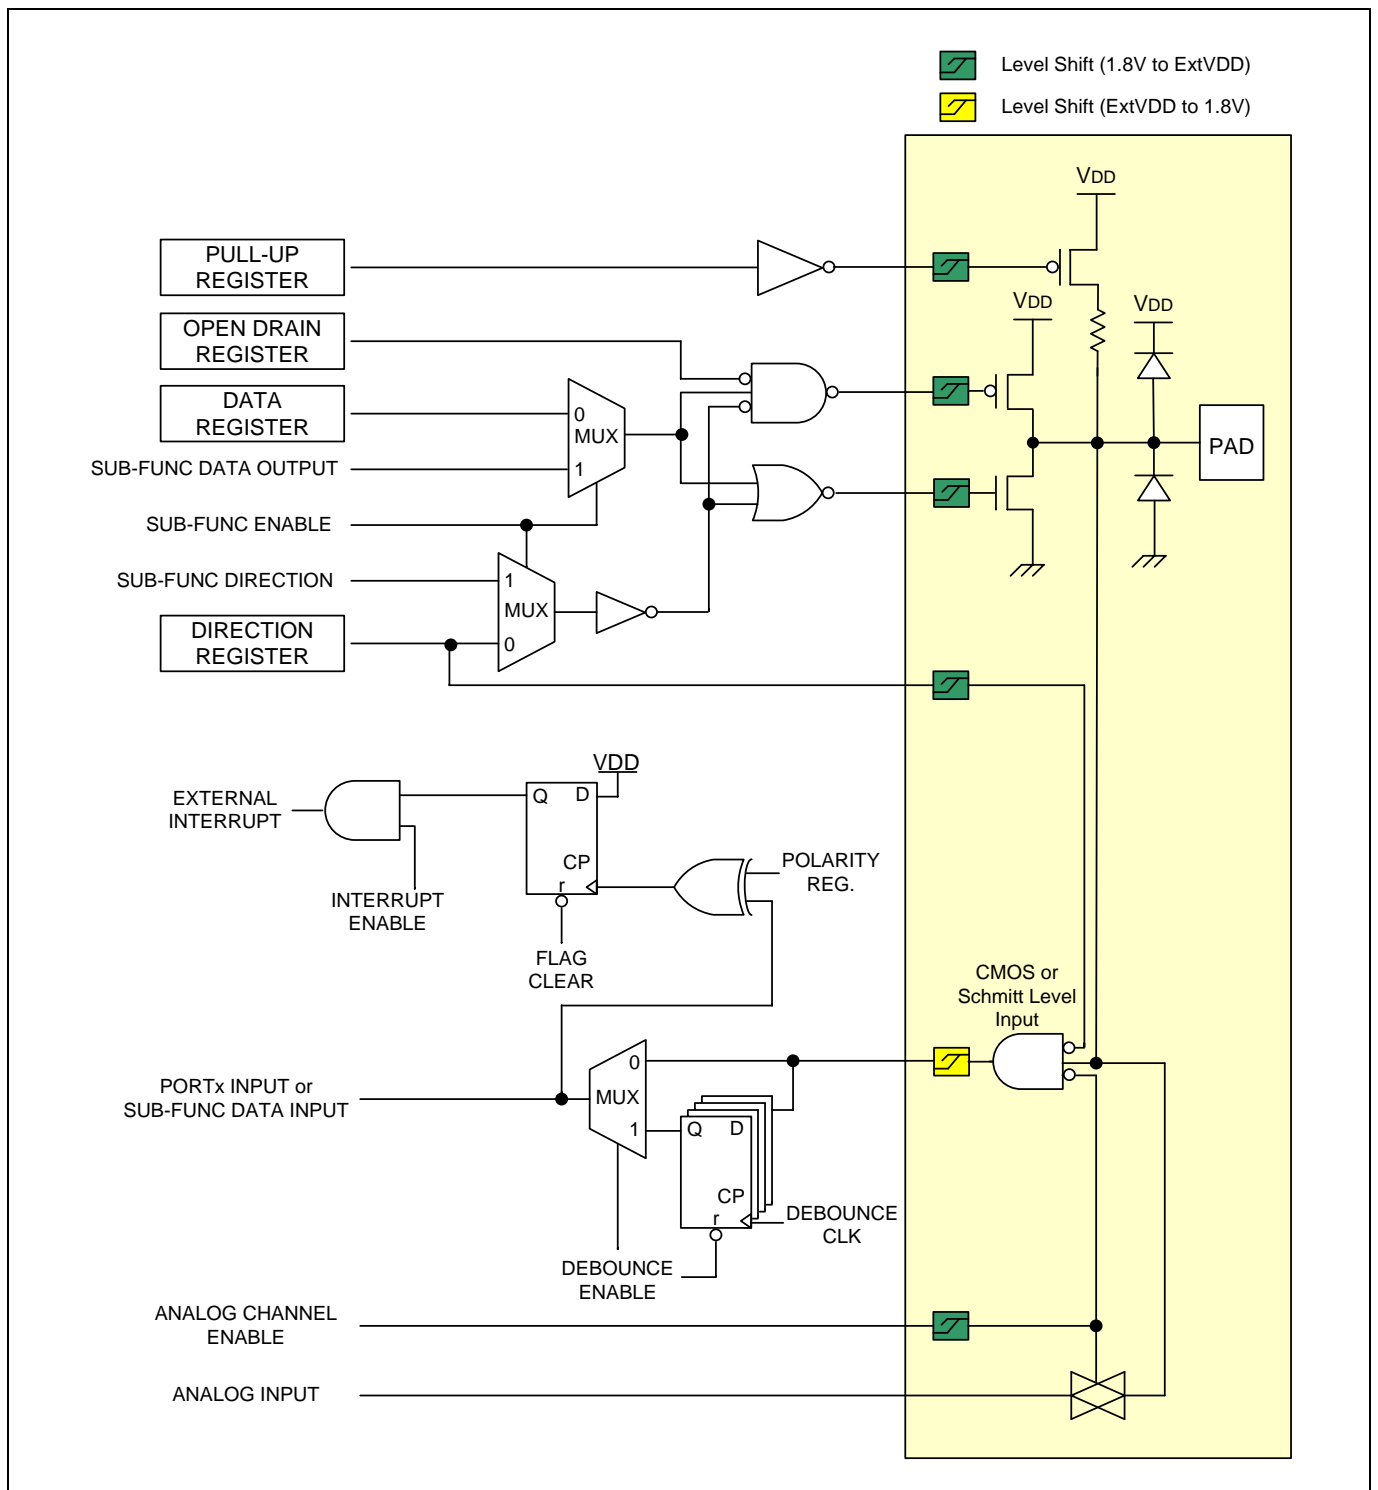 Level Shift (1.8V to ExtVDD)
Level Shift (ExtVDD to 1.8V)
VDD
PULL-UP
REGISTER
VDD
VDD
OPEN DRAIN
REGISTER
DATA
REGISTER
0
MUX
1
PAD
SUB-FUNC DATA OUTPUT
SUB-FUNC ENABLE
SUB-FUNC DIRECTION
1
MUX
0
DIRECTION
REGISTER
VDD
EXTERNAL
INTERRUPT
Q
D
CP
r
POLARITY
REG.
INTERRUPT
ENABLE
FLAG
CLEAR
CMOS or
Schmitt Level
Input
0
MUX
1
PORTx INPUT or
SUB-FUNC DATA INPUT
Q
D
CP
r
DEBOUNCE
CLK
DEBOUNCE
ENABLE
ANALOG CHANNEL
ENABLE
ANALOG INPUT